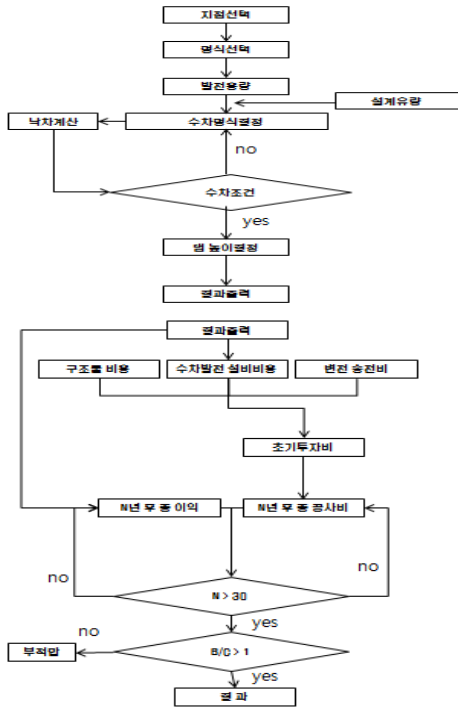 지점선택
명식선택
발전용량
설계유량
낙차계산
수차명식결정
no
수차조건
yes
댐 높이결정
결과출력
결과출력
구조물 비용
수차발전 설비비용
변전 송전비
초기투자비
N년 후 총 이익
N년 후 총 공사비
no
no
N > 30
yes
no
부적합
B/C > 1
yes
결 과